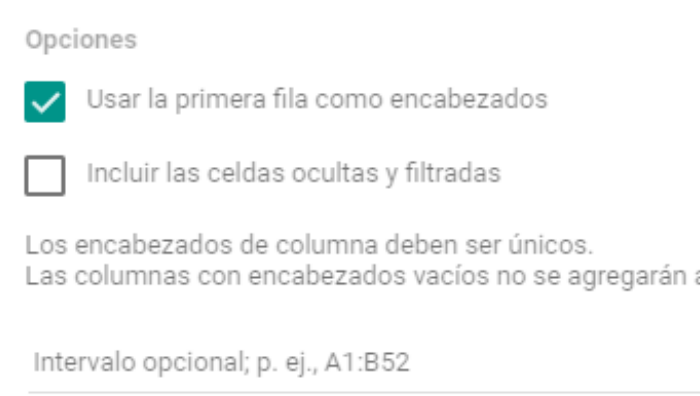 Opciones
Usar la primera fila como encabezados
Incluir las celdas ocultas y filtradas
Los encabezados de columna deben ser únicos.
Las columnas con encabezados vacíos no se agregarán
Intervalo opcional; p. ej., A1:B52